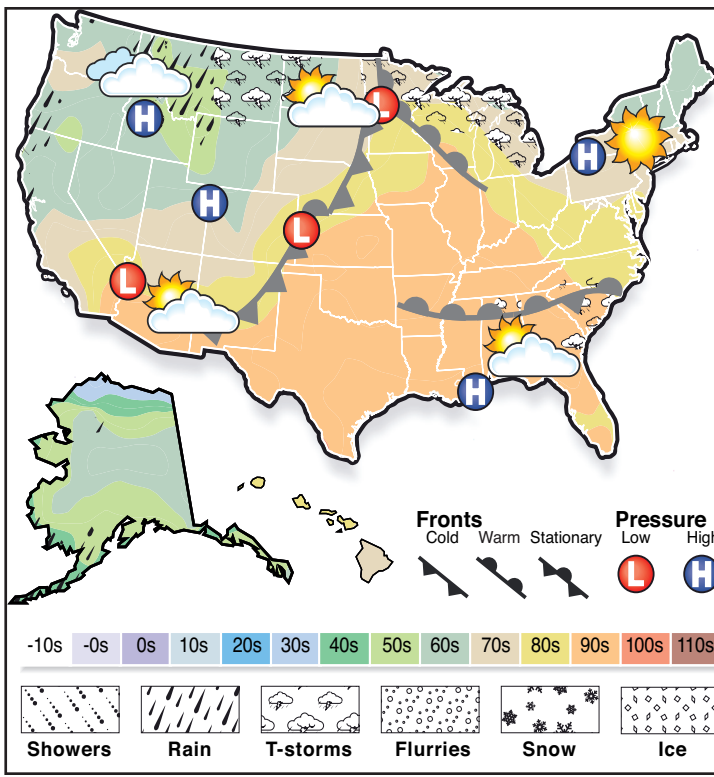 H
L
H
H
L
L
H
Fronts
Cold Warm Stationary
Pressure
Low High
L H
-10s -0s 0s 10s 20s 30s 40s 50s 60s 70s 80s 90s 100s 110s
Showers Rain T-storms Flurries Snow Ice